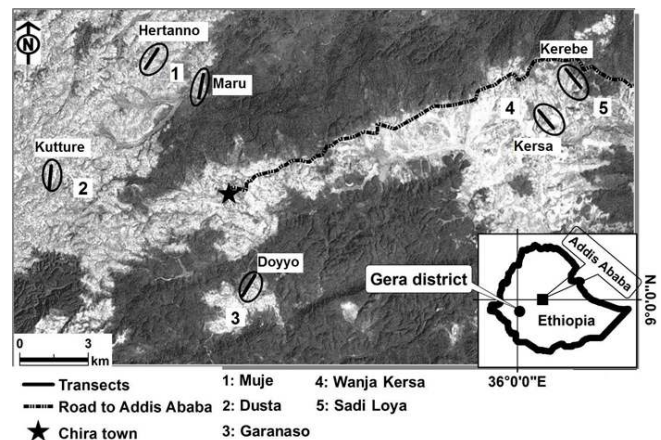 N
Hertanno
1
Maru
Kerebe
4
5
Kersa
Kutture
2
Doyyo
3
Gera district
Addis Ababa
Ethiopia
9°0'0"N
36°0'0"E
0 3
km
Transects
Road to Addis Ababa
Chira town
1: Muje
2: Dusta
3: Garanaso
4: Wanja Kersa
5: Sadi Loya